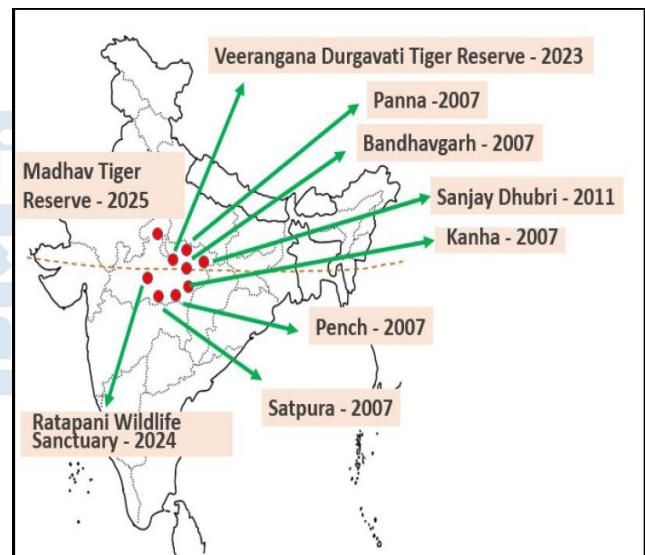 Veerangana Durgavati Tiger Reserve - 2023
Panna -2007
Bandhavgarh - 2007
Madhav Tiger
Reserve - 2025
Sanjay Dhubri - 2011
Kanha - 2007
Pench - 2007
Satpura - 2007
Ratapani Wildlife
Sanctuary - 2024